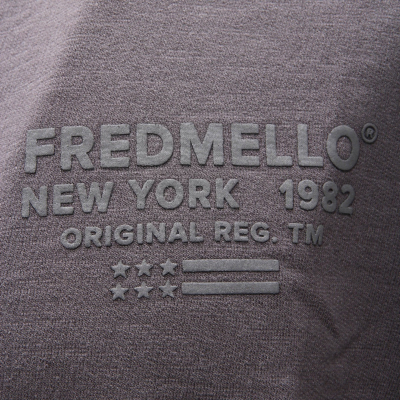 FREDMELLO®
NEW YORK 1982
ORIGINAL REG. TM